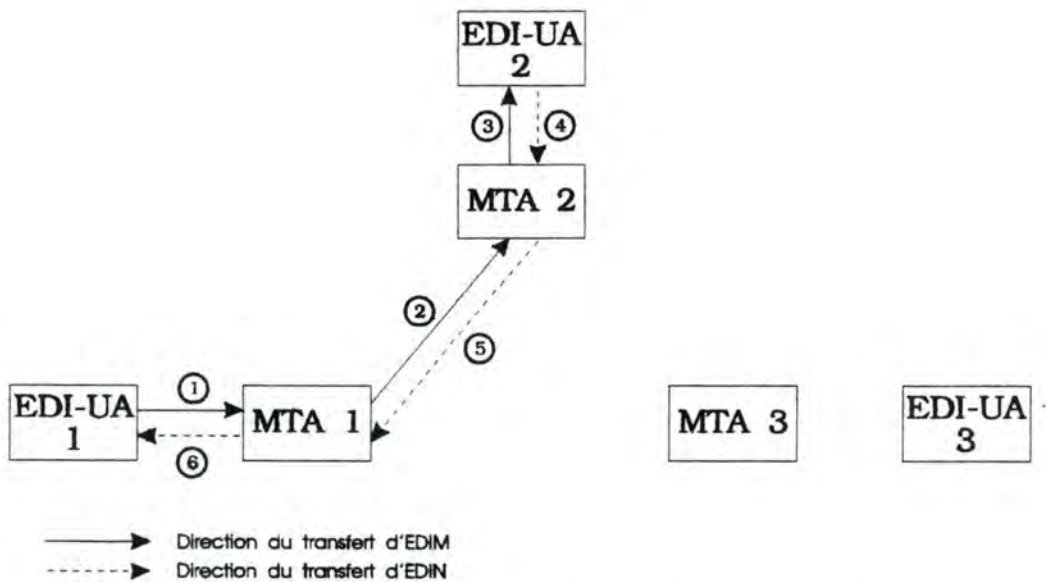 EDI-UA
2
③
④
MTA 2
②
⑤
EDI-UA
1
①
⑥
MTA 1
MTA 3
EDI-UA
3
Direction du transfert d'EDIM
Direction du transfert d'EDIN